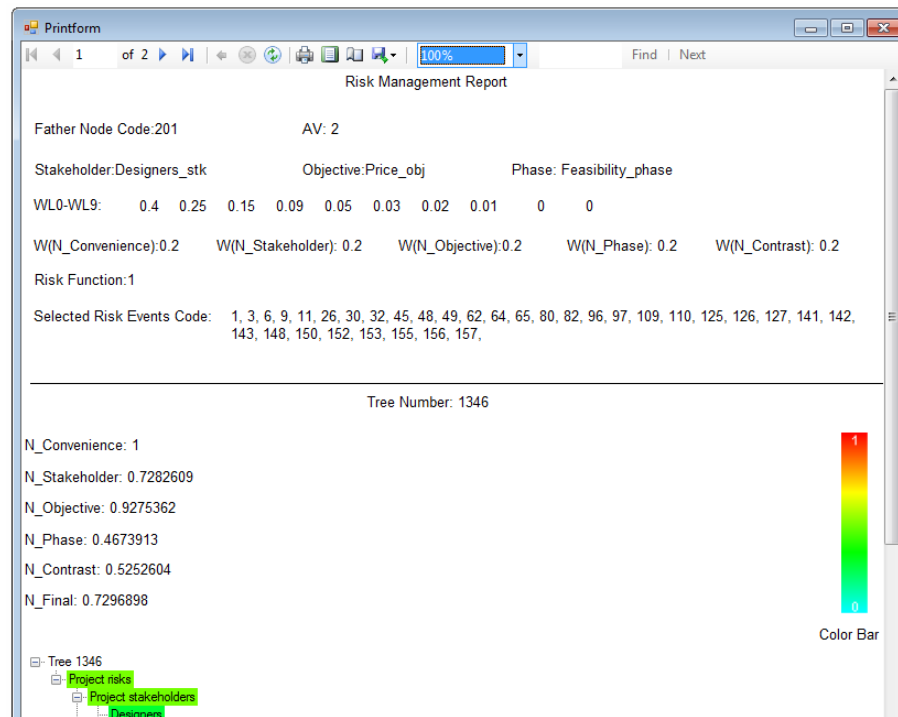 Printform
1 of 2 100% Find | Next
Risk Management Report
Father Node Code:201 AV: 2
Stakeholder:Designers_stk Objective:Price_obj Phase: Feasibility_phase
WL0-WL9: 0.4 0.25 0.15 0.09 0.05 0.03 0.02 0.01 0 0
W(N_Convenience):0.2 W(N_Stakeholder): 0.2 W(N_Objective):0.2 W(N_Phase): 0.2 W(N_Contrast): 0.2
Risk Function:1
Selected Risk Events Code: 1, 3, 6, 9, 11, 26, 30, 32, 45, 48, 49, 62, 64, 65, 80, 82, 96, 97, 109, 110, 125, 126, 127, 141, 142,
143, 148, 150, 152, 153, 155, 156, 157,
Tree Number: 1346
N_Convenience: 1
1
N_Stakeholder: 0.7282609
N_Objective: 0.9275362
N_Phase: 0.4673913
N_Contrast: 0.5252604
N_Final: 0.7296898
0
Color Bar
Tree 1346
Project risks
Project stakeholders
Designers